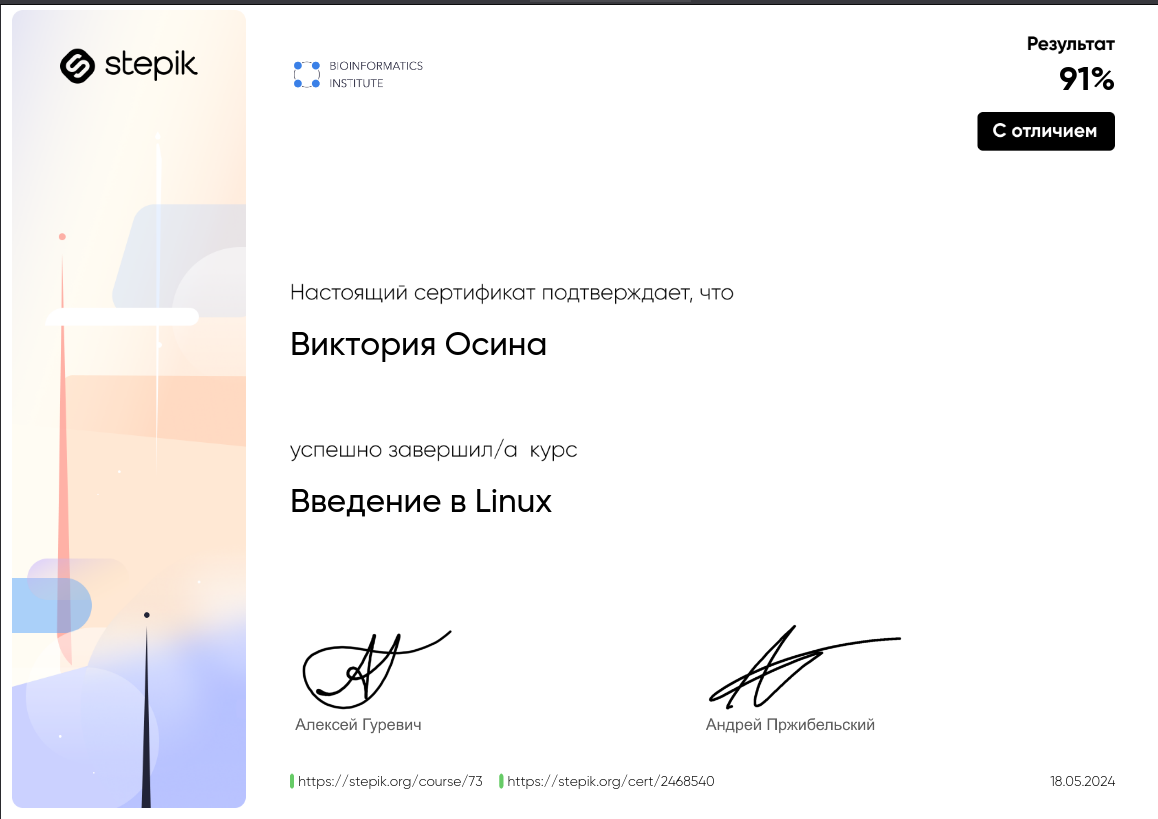 stepik
BIOINFORMATICS
INSTITUTE
Результат
91%
С отличием
Настоящий сертификат подтверждает, что
Виктория Осина
успешно завершил/а курс
Введение в Linux
Алексей Гуревич
Андрей Пржибельский
https://stepik.org/course/73
https://stepik.org/cert/2468540
18.05.2024